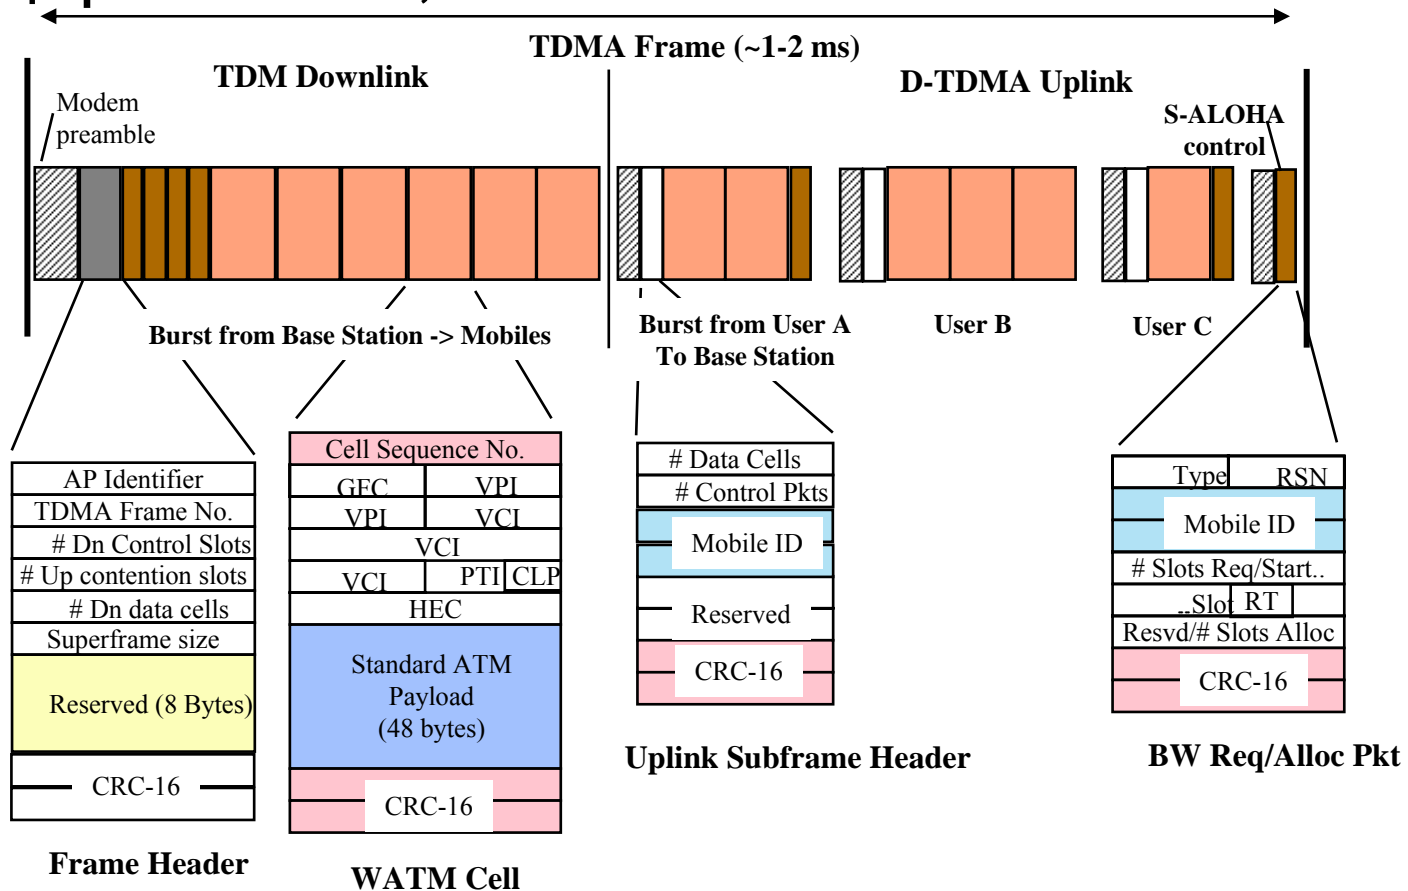 TDMA Frame (~1-2 ms)
TDM Downlink
D-TDMA Uplink
Modem
preamble
S-ALOHA
control
Burst from Base Station -> Mobiles
Burst from User A
To Base Station
User B
User C
AP Identifier
TDMA Frame No.
# Dn Control Slots
# Up contention slots
# Dn data cells
Superframe size
Reserved (8 Bytes)
CRC-16
Frame Header
Cell Sequence No.
GFC VPI
VPI VCI
VCI
VCI PTI CLP
HEC
Standard ATM
Payload
(48 bytes)
CRC-16
WATM Cell
# Data Cells
# Control Pkts
Mobile ID
Reserved
CRC-16
Uplink Subframe Header
Type RSN
Mobile ID
# Slots Req/Start..
..Slot RT
Resvd/# Slots Alloc
CRC-16
BW Req/Alloc Pkt